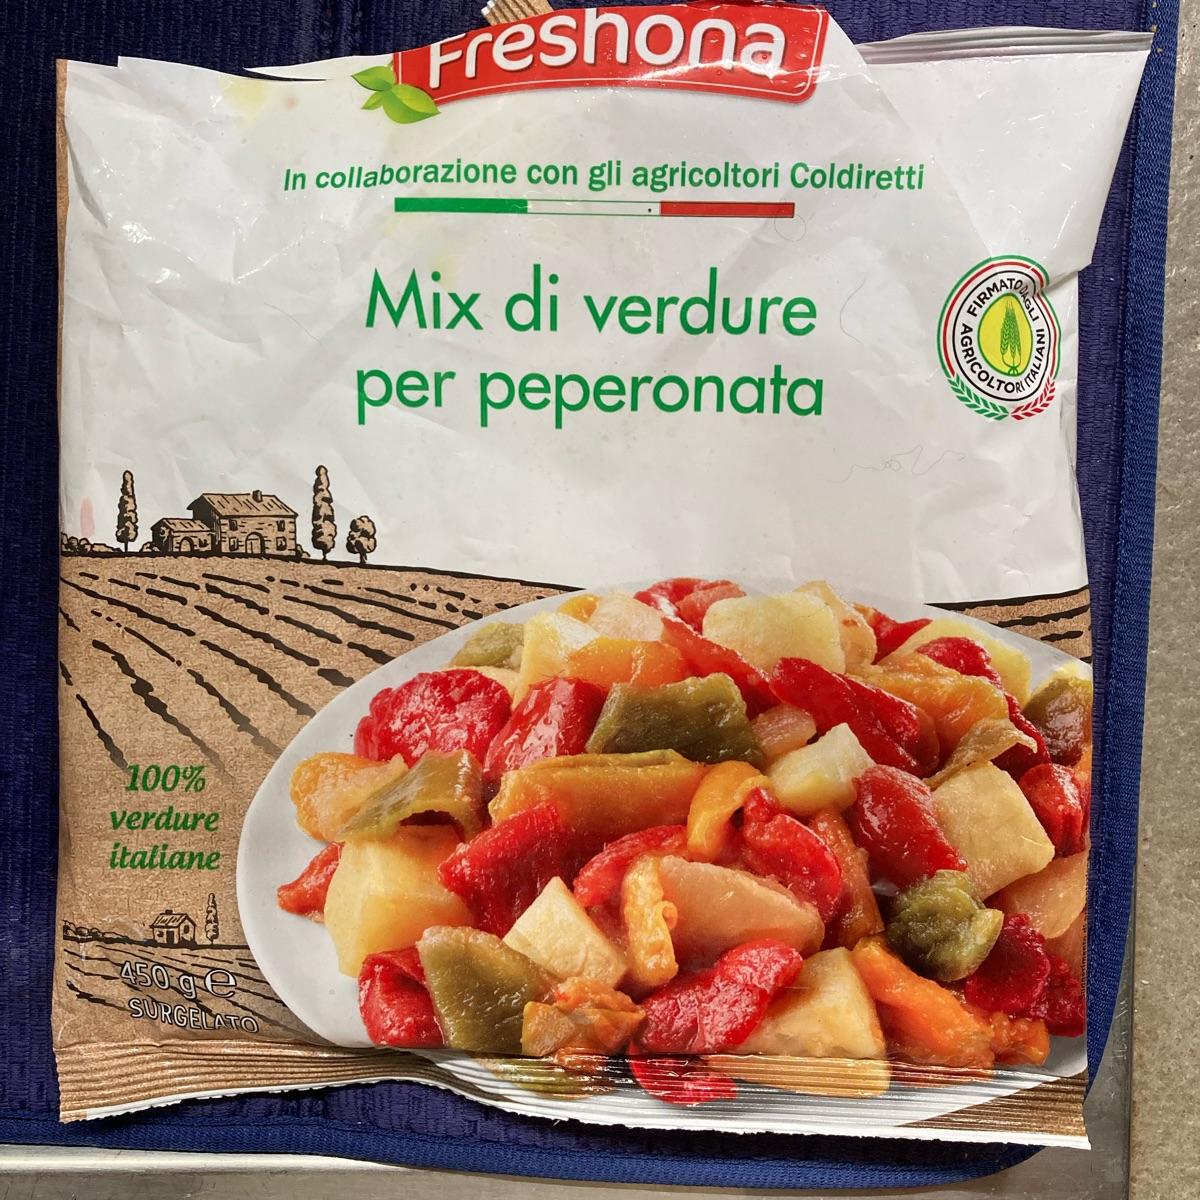 Freshona
In collaborazione con gli agricoltori Coldiretti
Mix di verdure
per peperonata
FIRMATO DAGLI
AGRICOLTORI ITALIANI
100%
verdure
italiane
450 g e
SURGELATO